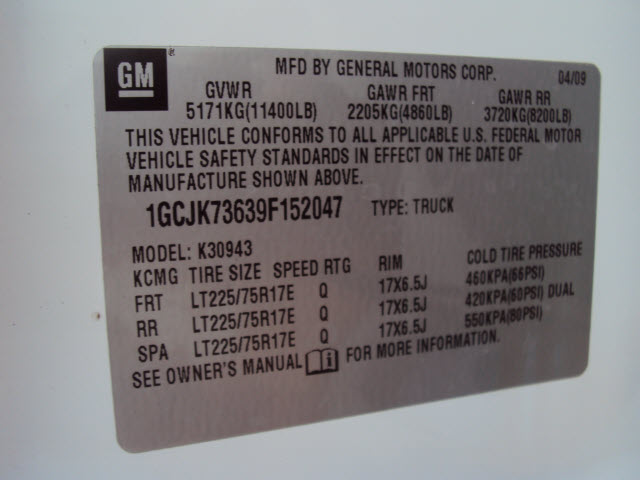 GM
MFD BY GENERAL MOTORS CORP. 04/09
GVWR GAWR FRT GAWR RR
5171KG(11400LB) 2205KG(4860LB) 3720KG(8200LB)
THIS VEHICLE CONFORMS TO ALL APPLICABLE U.S. FEDERAL MOTOR
VEHICLE SAFETY STANDARDS IN EFFECT ON THE DATE OF
MANUFACTURE SHOWN ABOVE.
1GCJK73639F152047 TYPE: TRUCK
MODEL: K30943
KCMG TIRE SIZE SPEED RTG RIM COLD TIRE PRESSURE
FRT LT225/75R17E Q 17X6.5J 460KPA(66PSI)
RR LT225/75R17E Q 17X6.5J 420KPA(60PSI) DUAL
SPA LT225/75R17E Q 17X6.5J 550KPA(80PSI)
SEE OWNER'S MANUAL i FOR MORE INFORMATION.